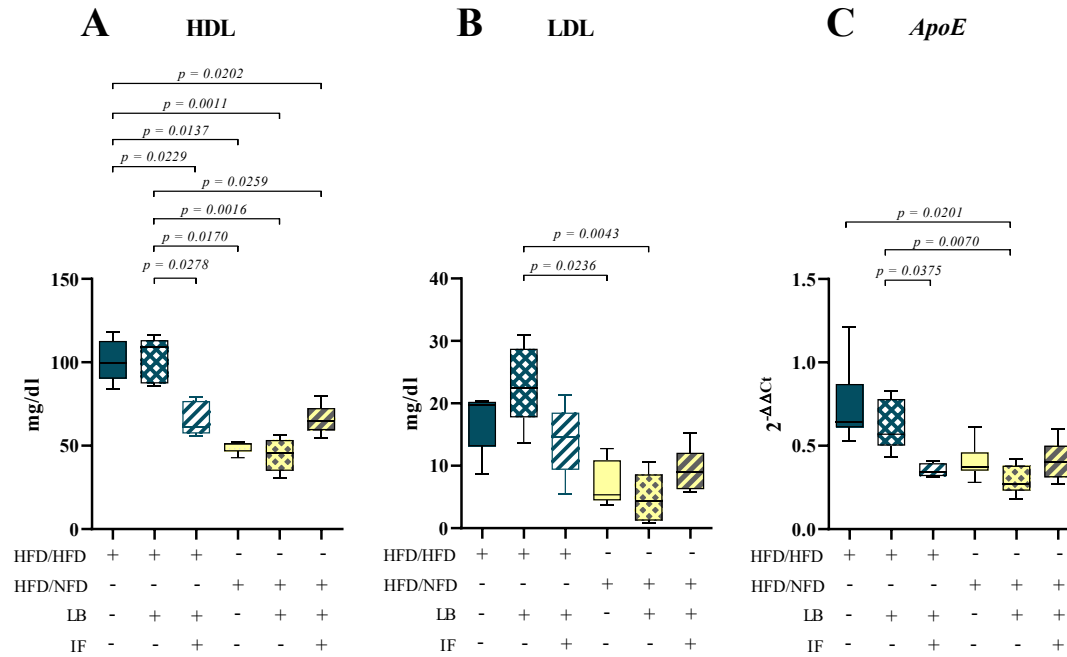 A HDL
p = 0.0202
p = 0.0011
p = 0.0137
p = 0.0229
p = 0.0259
p = 0.0016
p = 0.0170
p = 0.0278
150
100
50
0
mg/dl
HFD/HFD + + + - - -
HFD/NFD - - - + + +
LB - + + - + +
IF - - + - - +
B LDL
p = 0.0043
p = 0.0236
40
30
20
10
0
mg/dl
HFD/HFD + + + - - -
HFD/NFD - - - + + +
LB - + + - + +
IF - - + - - +
C ApoE
p = 0.0201
p = 0.0070
p = 0.0375
1.5
1.0
0.5
0.0
2^-ΔΔCt
HFD/HFD + + + - - -
HFD/NFD - - - + + +
LB - + + - + +
IF - - + - - +